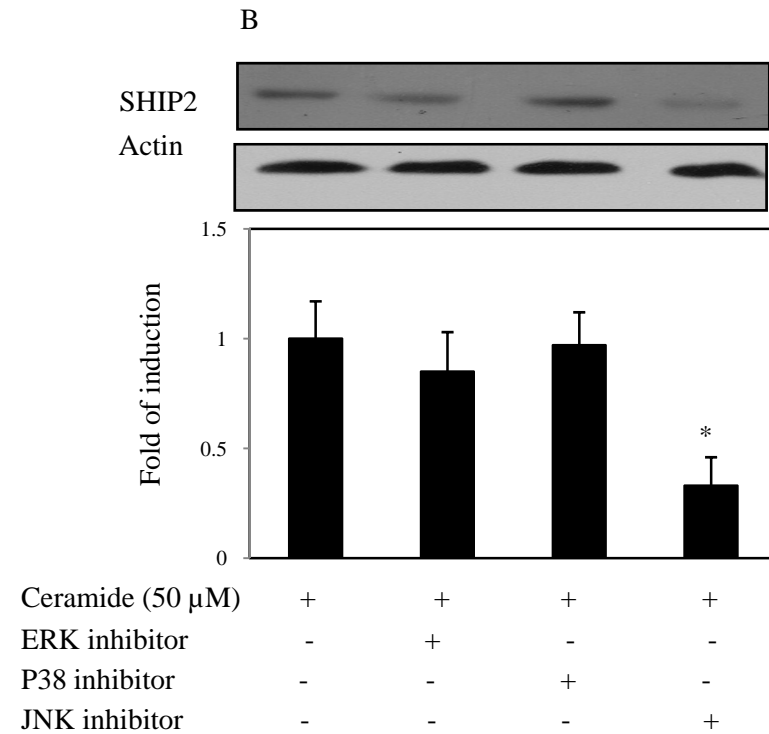 B
SHIP2
Actin
1.5
1
0.5
0
Fold of induction
*
Ceramide (50 µM) + + + +
ERK inhibitor - + - -
P38 inhibitor - - + -
JNK inhibitor - - - +